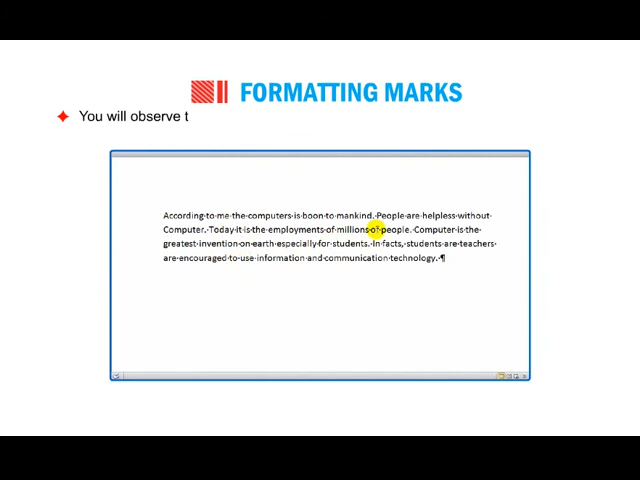 FORMATTING MARKS
You will observe t
According·to·me·the·computers·is·boon·to·mankind.·People·are·helpless·without·
Computer.·Today·it·is·the·employments·of·millions·of·people.·Computer·is·the·
greatest·invention·on·earth·especially·for·students.·In·facts,·students·are·teachers·
are·encouraged·to·use·information·and·communication·technology.·¶